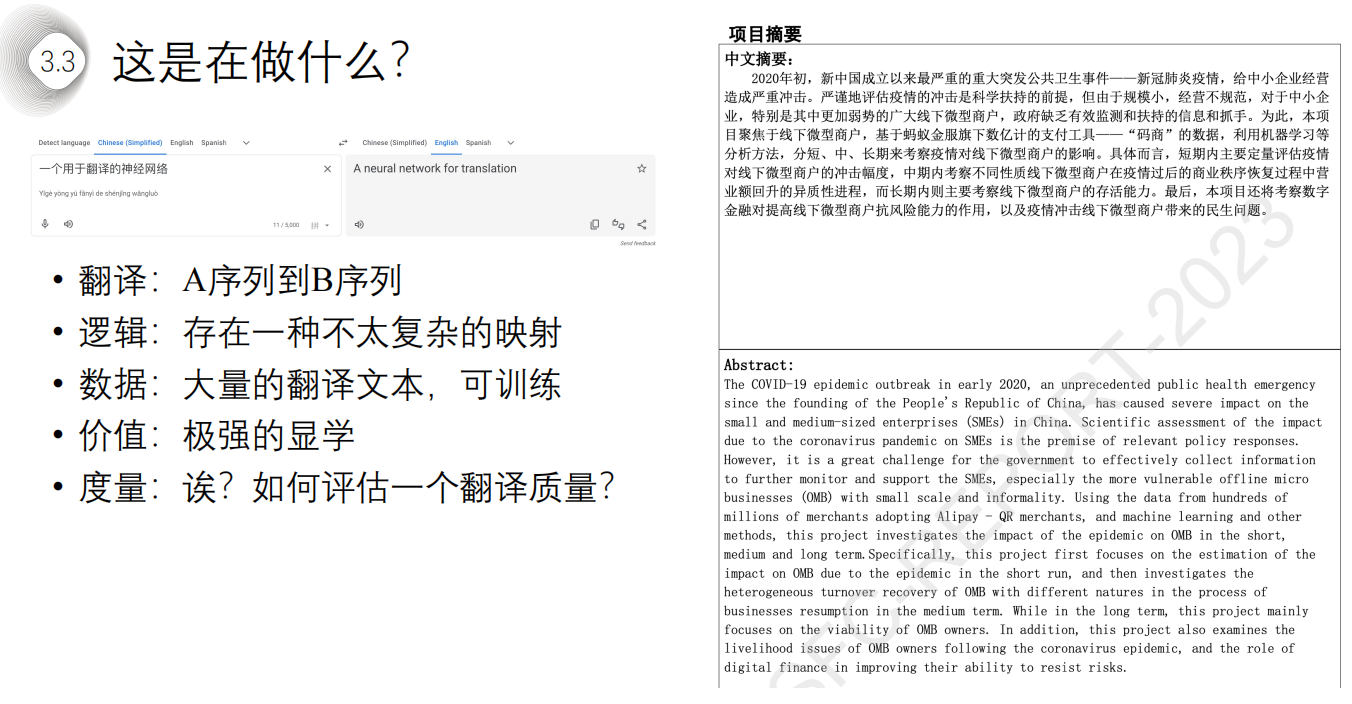 3.3
这是在做什么？
Detect language Chinese (Simplified) English Spanish
Chinese (Simplified) English Spanish
一个用于翻译的神经网络
Yīgè yòng yú fānyì de shénjīng wǎngluò
11 / 5,000
A neural network for translation
Send feedback
• 翻译：A序列到B序列
• 逻辑：存在一种不太复杂的映射
• 数据：大量的翻译文本，可训练
• 价值：极强的显学
• 度量：诶？如何评估一个翻译质量？
项目摘要
中文摘要：
2020年初，新中国成立以来最严重的重大突发公共卫生事件——新冠肺炎疫情，给中小企业经营
造成严重冲击。严谨地评估疫情的冲击是科学扶持的前提，但由于规模小，经营不规范，对于中小企
业，特别是其中更加弱势的广大线下微型商户，政府缺乏有效监测和扶持的信息和抓手。为此，本项
目聚焦于线下微型商户，基于蚂蚁金服旗下数亿计的支付工具——“码商”的数据，利用机器学习等
分析方法，分短、中、长期来考察疫情对线下微型商户的影响。具体而言，短期内主要定量评估疫情
对线下微型商户的冲击幅度，中期内考察不同性质线下微型商户在疫情过后的商业秩序恢复过程中营
业额回升的异质性进程，而长期内则主要考察线下微型商户的存活能力。最后，本项目还将考察数字
金融对提高线下微型商户抗风险能力的作用，以及疫情冲击线下微型商户带来的民生问题。
Abstract:
The COVID-19 epidemic outbreak in early 2020, an unprecedented public health emergency
since the founding of the People's Republic of China, has caused severe impact on the
small and medium-sized enterprises (SMEs) in China. Scientific assessment of the impact
due to the coronavirus pandemic on SMEs is the premise of relevant policy responses.
However, it is a great challenge for the government to effectively collect information
to further monitor and support the SMEs, especially the more vulnerable offline micro
businesses (OMB) with small scale and informality. Using the data from hundreds of
millions of merchants adopting Alipay - QR merchants, and machine learning and other
methods, this project investigates the impact of the epidemic on OMB in the short,
medium and long term.Specifically, this project first focuses on the estimation of the
impact on OMB due to the epidemic in the short run, and then investigates the
heterogeneous turnover recovery of OMB with different natures in the process of
businesses resumption in the medium term. While in the long term, this project mainly
focuses on the viability of OMB owners. In addition, this project also examines the
livelihood issues of OMB owners following the coronavirus epidemic, and the role of
digital finance in improving their ability to resist risks.
SFC-REPORT-2023